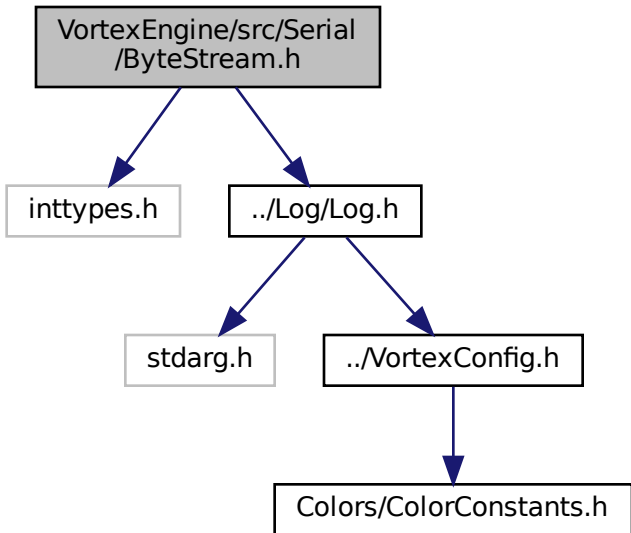 VortexEngine/src/Serial
/ByteStream.h
inttypes.h
../Log/Log.h
stdarg.h
../VortexConfig.h
Colors/ColorConstants.h